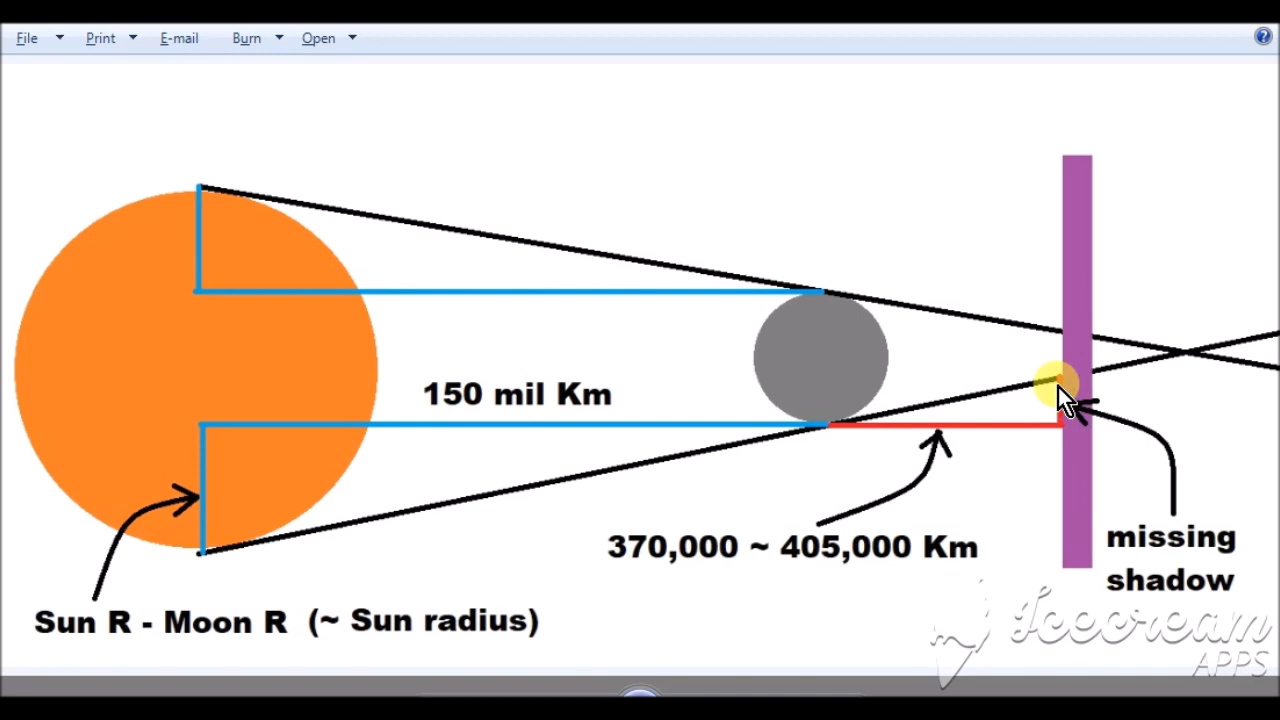 File Print E-mail Burn Open
150 mil Km
370,000 ~ 405,000 Km
missing
shadow
Sun R - Moon R (~ Sun radius)
Icecream
APPS